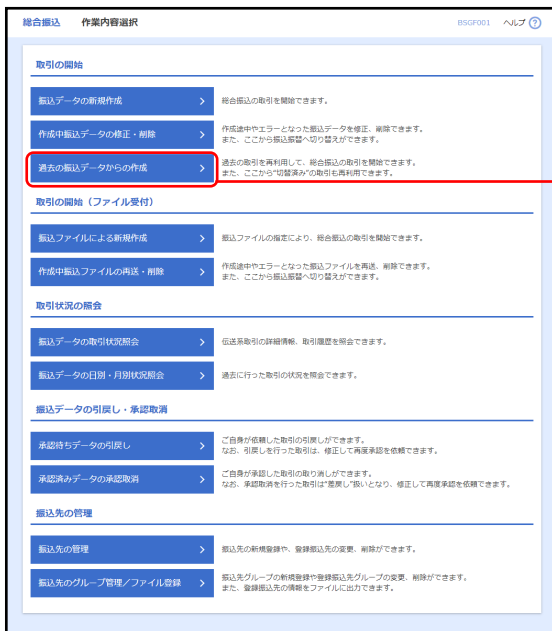 総合振込 作業内容選択 BSGF001 ヘルプ ?
取引の開始
振込データの新規作成 総合振込の取引を開始できます。
作成中振込データの修正・削除 作成途中やエラーとなった振込データを修正、削除できます。
また、ここから振込振替へ切り替えができます。
過去の振込データからの作成 過去の取引を再利用して、総合振込の取引を開始できます。
また、ここから“切替済み”の取引も再利用できます。
取引の開始（ファイル受付）
振込ファイルによる新規作成 振込ファイルの指定により、総合振込の取引を開始できます。
作成中振込ファイルの再送・削除 作成途中やエラーとなった振込ファイルを再送、削除できます。
また、ここから振込振替へ切り替えができます。
取引状況の照会
振込データの取引状況照会 伝送系取引の詳細情報、取引履歴を照会できます。
振込データの日別・月別状況照会 過去に行った取引の状況を照会できます。
振込データの引戻し・承認取消
承認待ちデータの引戻し ご自身が依頼した取引の引戻しができます。
なお、引戻しを行った取引は、修正して再度承認を依頼できます。
承認済みデータの承認取消 ご自身が承認した取引の取り消しができます。
なお、承認取消を行った取引は“差戻し”扱いとなり、修正して再度承認を依頼できます。
振込先の管理
振込先の管理 振込先の新規登録や、登録振込先の変更、削除ができます。
振込先のグループ管理／ファイル登録 振込先グループの新規登録や登録振込先グループの変更、削除ができます。
また、登録振込先の情報をファイルに出力できます。